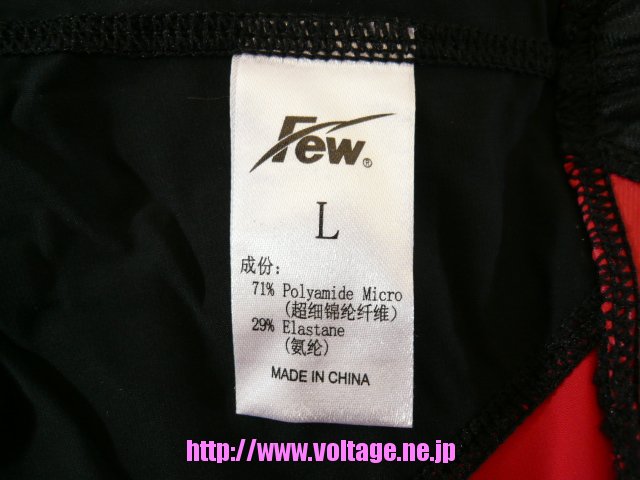 Few®
L
成份:
71% Polyamide Micro
(超细锦纶纤维)
29% Elastane
(氨纶)
MADE IN CHINA
http://www.voltage.ne.jp